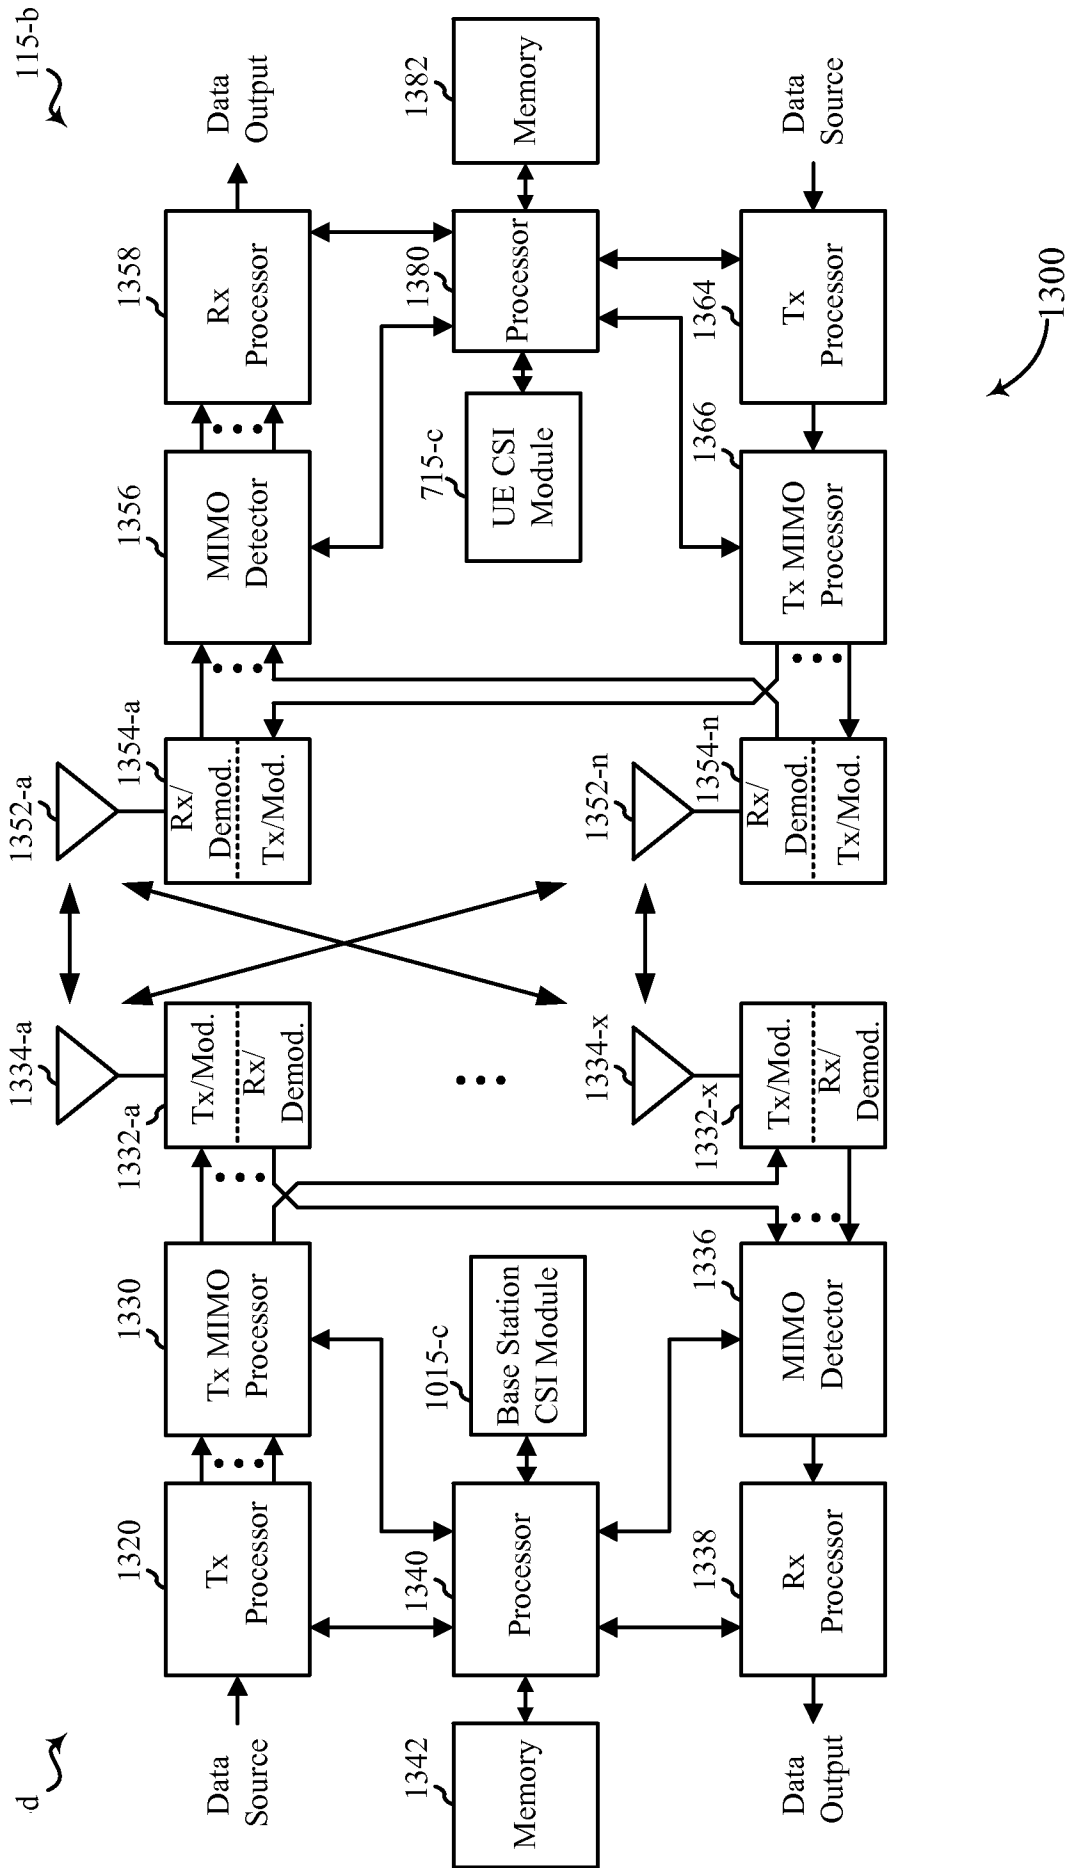 115-b
d
1334-a
1352-a
Data
Source
1320
Tx
Processor
1330
Tx MIMO
Processor
1332-a
Tx/Mod.
Rx/
Demod.
1354-a
Rx/
Demod.
Tx/Mod.
1356
MIMO
Detector
1358
Rx
Processor
Data
Output
1342
Memory
1340
Processor
1015-c
Base Station
CSI Module
715-c
UE CSI
Module
1380
Processor
1382
Memory
1334-x
1352-n
Data
Output
1338
Rx
Processor
1336
MIMO
Detector
1332-x
Tx/Mod.
Rx/
Demod.
1354-n
Rx/
Demod.
Tx/Mod.
1366
Tx MIMO
Processor
1364
Tx
Processor
Data
Source
1300